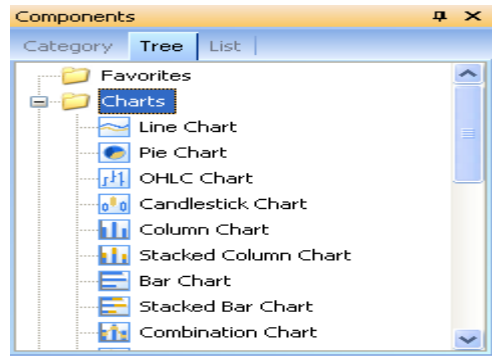 Components
Category Tree List
Favorites
Charts
Line Chart
Pie Chart
OHLC Chart
Candlestick Chart
Column Chart
Stacked Column Chart
Bar Chart
Stacked Bar Chart
Combination Chart